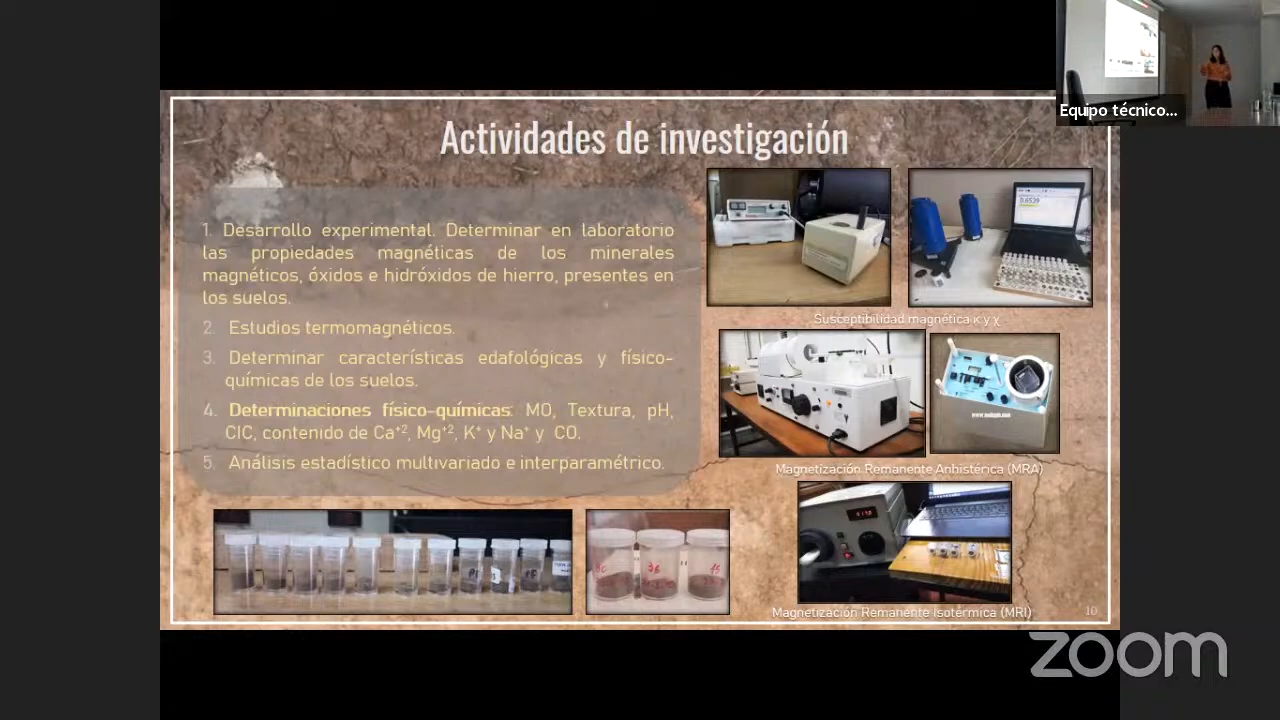 Equipo técnico...
Actividades de investigación
1. Desarrollo experimental. Determinar en laboratorio
las propiedades magnéticas de los minerales
magnéticos, óxidos e hidróxidos de hierro, presentes en
los suelos.
2. Estudios termomagnéticos.
3. Determinar características edafológicas y físico-
químicas de los suelos.
4. Determinaciones físico-químicas: MO, Textura, pH,
CIC, contenido de Ca⁺², Mg⁺², K⁺ y Na⁺ y CO.
5. Análisis estadístico multivariado e interparamétrico.
Susceptibilidad magnética κ y χ
Magnetización Remanente Anhistérica (MRA)
Magnetización Remanente Isotérmica (MRI)
10
zoom